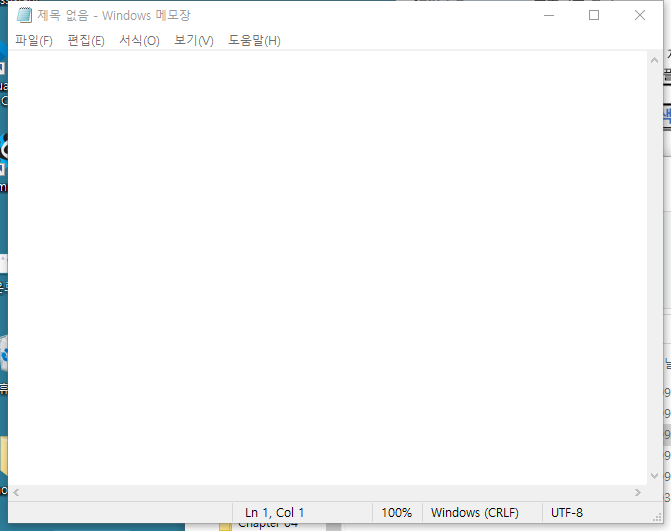 제목 없음 - Windows 메모장
파일(F) 편집(E) 서식(O) 보기(V) 도움말(H)
Ln 1, Col 1 100% Windows (CRLF) UTF-8
Chapter 04